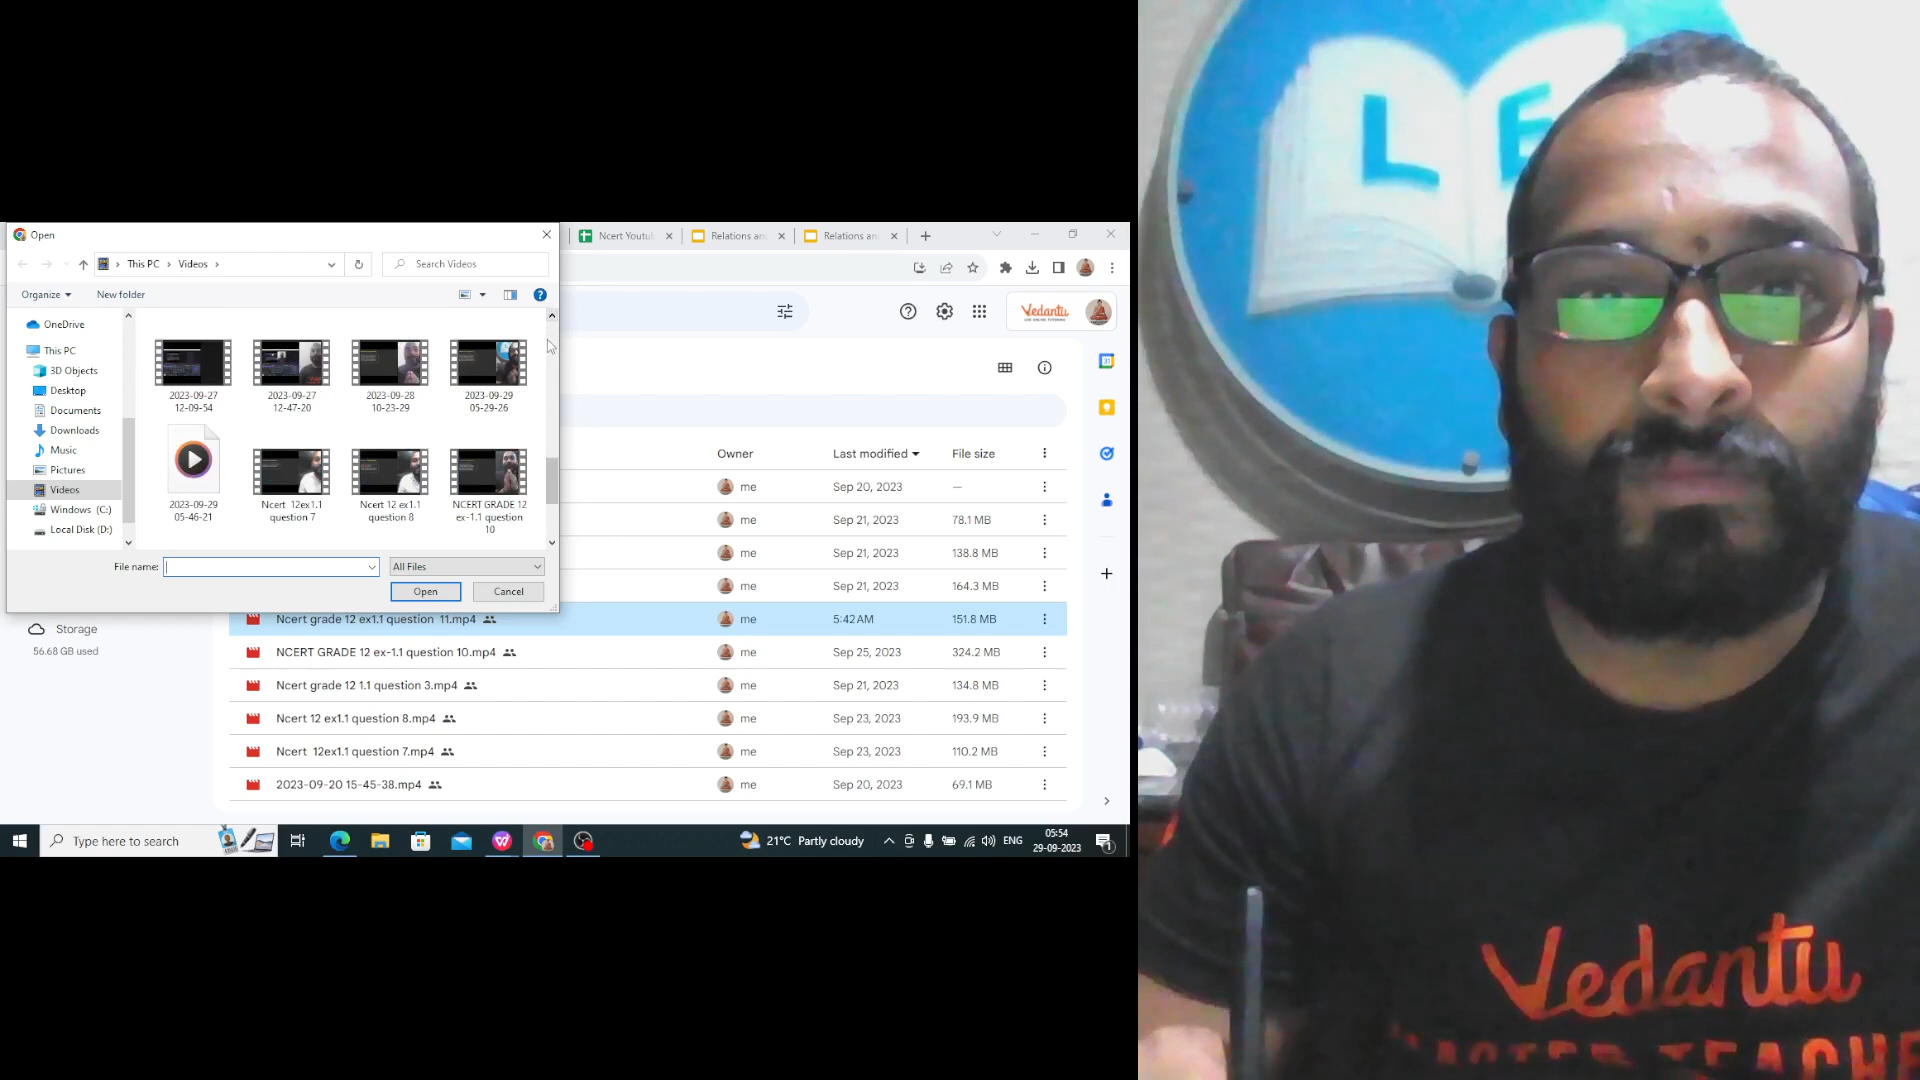 Open
Ncert Youtu
Relations an
Relations an
This PC
Videos
Search Videos
Organize
New folder
Vedantu
OneDrive
This PC
3D Objects
Desktop
Documents
Downloads
Music
Pictures
Videos
Windows (C:)
Local Disk (D:)
2023-09-27
12-09-54
2023-09-27
12-47-20
2023-09-28
10-23-29
2023-09-29
05-29-26
2023-09-29
05-46-21
Ncert 12ex1.1
question 7
Ncert 12 ex1.1
question 8
NCERT GRADE 12
ex-1.1 question
10
File name:
All Files
Open
Cancel
Owner
Last modified
File size
me
Sep 20, 2023
—
me
Sep 21, 2023
78.1 MB
me
Sep 21, 2023
138.8 MB
me
Sep 21, 2023
164.3 MB
Ncert grade 12 ex1.1 question 11.mp4
me
5:42 AM
151.8 MB
NCERT GRADE 12 ex-1.1 question 10.mp4
me
Sep 25, 2023
324.2 MB
Ncert grade 12 1.1 question 3.mp4
me
Sep 21, 2023
134.8 MB
Ncert 12 ex1.1 question 8.mp4
me
Sep 23, 2023
193.9 MB
Ncert 12ex1.1 question 7.mp4
me
Sep 23, 2023
110.2 MB
2023-09-20 15-45-38.mp4
me
Sep 20, 2023
69.1 MB
Storage
56.68 GB used
Type here to search
21°C Partly cloudy
ENG
05:54
29-09-2023
L E
Vedantu
MASTER TEACHE